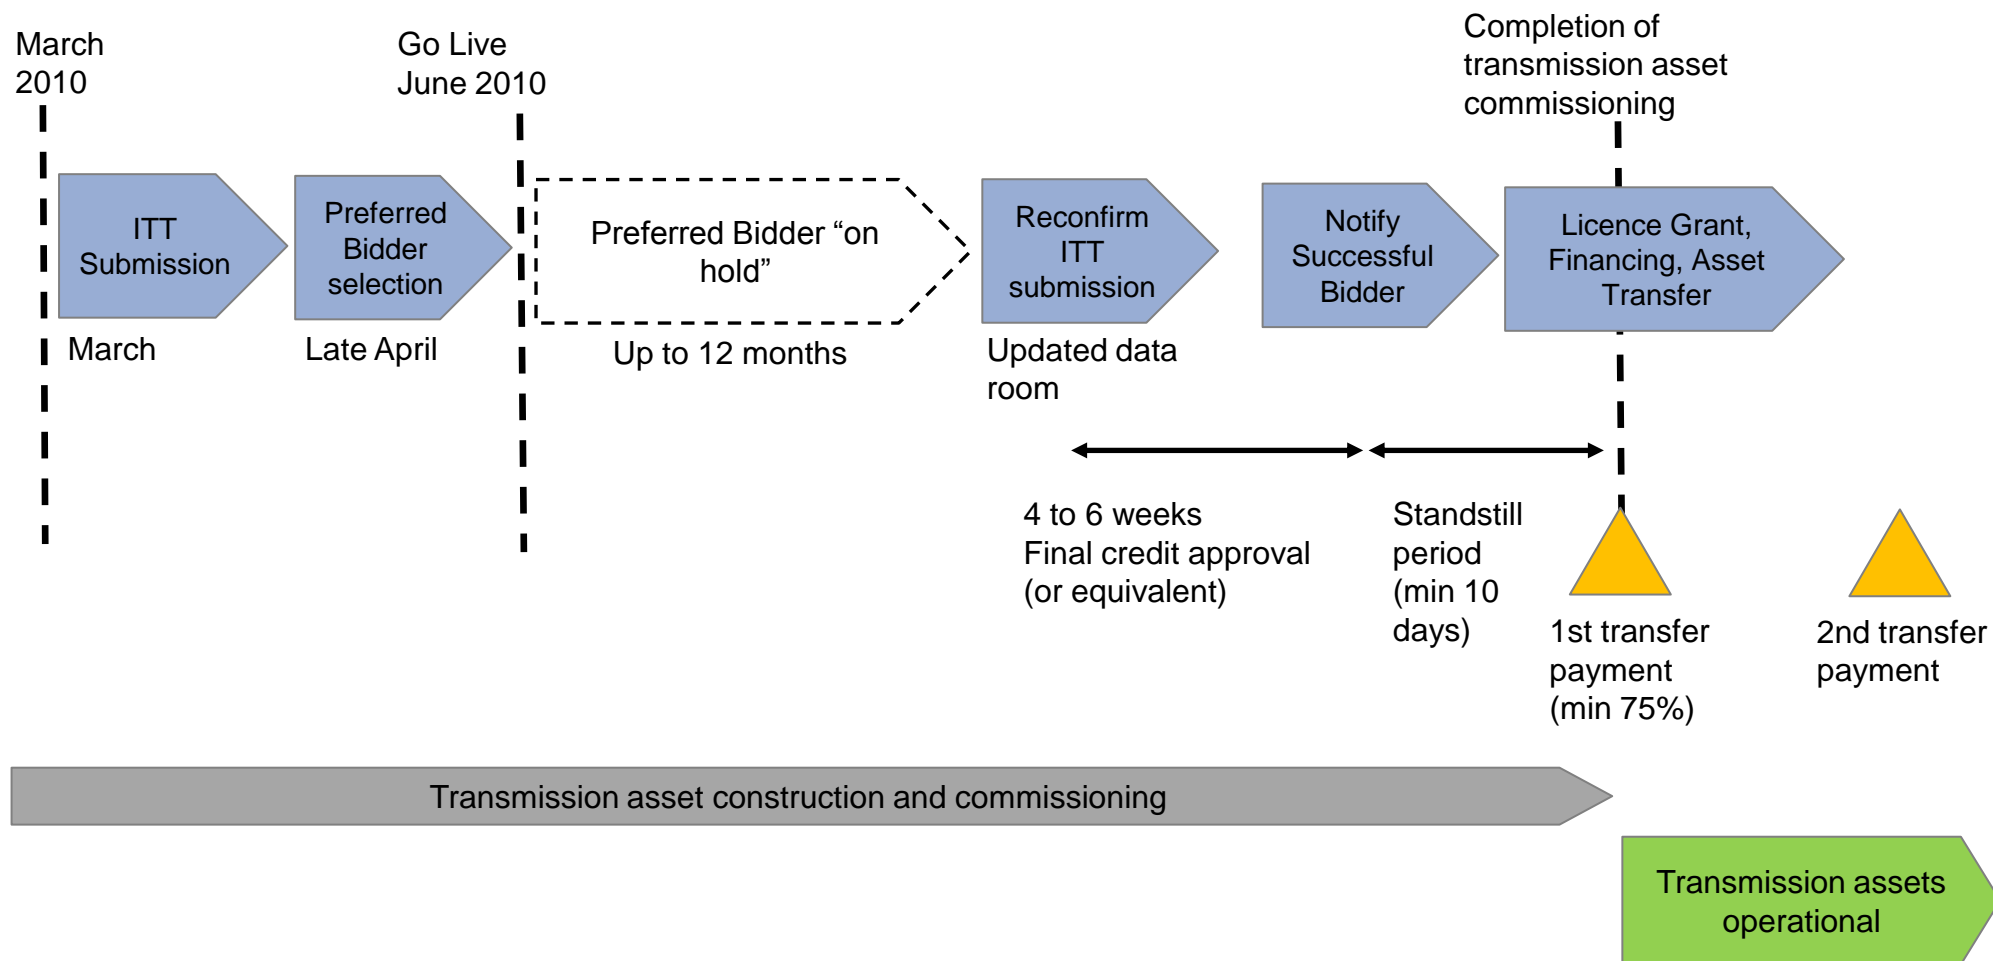 March
2010
Go Live
June 2010
Completion of
transmission asset
commissioning
ITT
Submission
Preferred
Bidder
selection
Preferred Bidder “on
hold”
Reconfirm
ITT
submission
Notify
Successful
Bidder
Licence Grant,
Financing, Asset
Transfer
March
Late April
Up to 12 months
Updated data
room
4 to 6 weeks
Final credit approval
(or equivalent)
Standstill
period
(min 10
days)
1st transfer
payment
(min 75%)
2nd transfer
payment
Transmission asset construction and commissioning
Transmission assets
operational